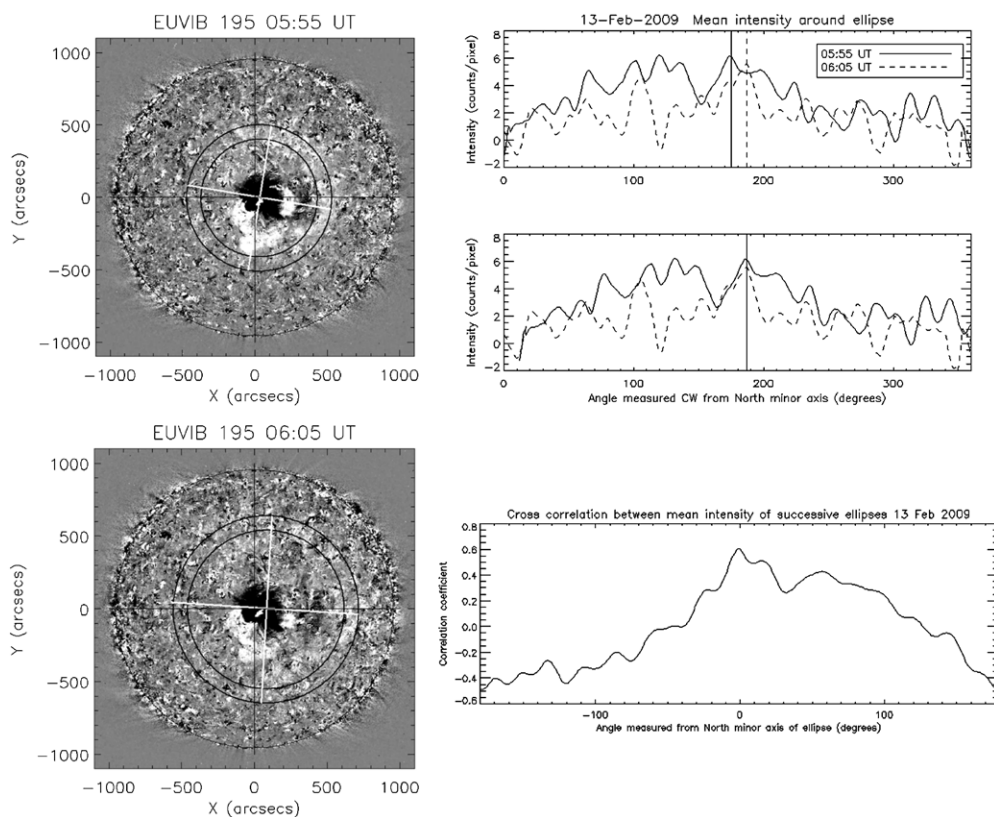 EUVIB 195 05:55 UT
1000
500
0
-500
-1000
Y (arcsecs)
-1000 -500 0 500 1000
X (arcsecs)
13-Feb-2009 Mean intensity around ellipse
05:55 UT
06:05 UT
8
6
4
2
0
-2
Intensity (counts/pixel)
0 100 200 300
8
6
4
2
0
-2
Intensity (counts/pixel)
0 100 200 300
Angle measured CW from North minor axis (degrees)
EUVIB 195 06:05 UT
1000
500
0
-500
-1000
Y (arcsecs)
-1000 -500 0 500 1000
X (arcsecs)
Cross correlation between mean intensity of successive ellipses 13 Feb 2009
0.8
0.6
0.4
0.2
0.0
-0.2
-0.4
-0.6
Correlation coefficient
-100 0 100
Angle measured from North minor axis of ellipse (degrees)